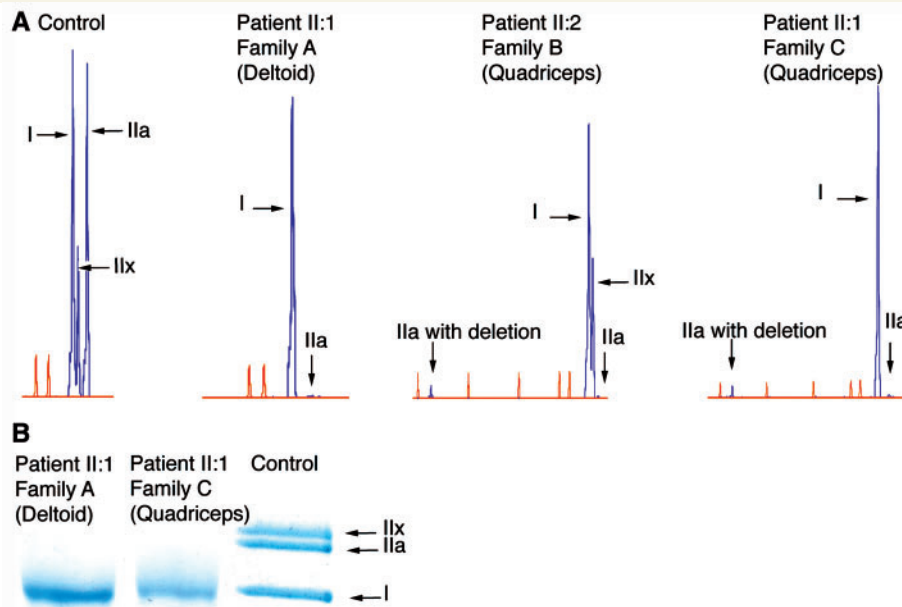 A
Control
Patient II:1
Family A
(Deltoid)
Patient II:2
Family B
(Quadriceps)
Patient II:1
Family C
(Quadriceps)
I
IIa
IIx
I
IIa
I
IIx
IIa with deletion
IIa
I
IIa with deletion
IIa
B
Patient II:1
Family A
(Deltoid)
Patient II:1
Family C
(Quadriceps)
Control
IIx
IIa
I